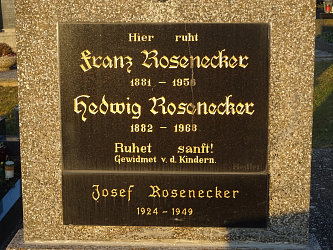 Hier ruht
Franz Rosenecker
1881 – 1956
Hedwig Rosenecker
1882 – 1968
Ruhet sanft!
Gewidmet v. d. Kindern.
Josef Rosenecker
1924 – 1949